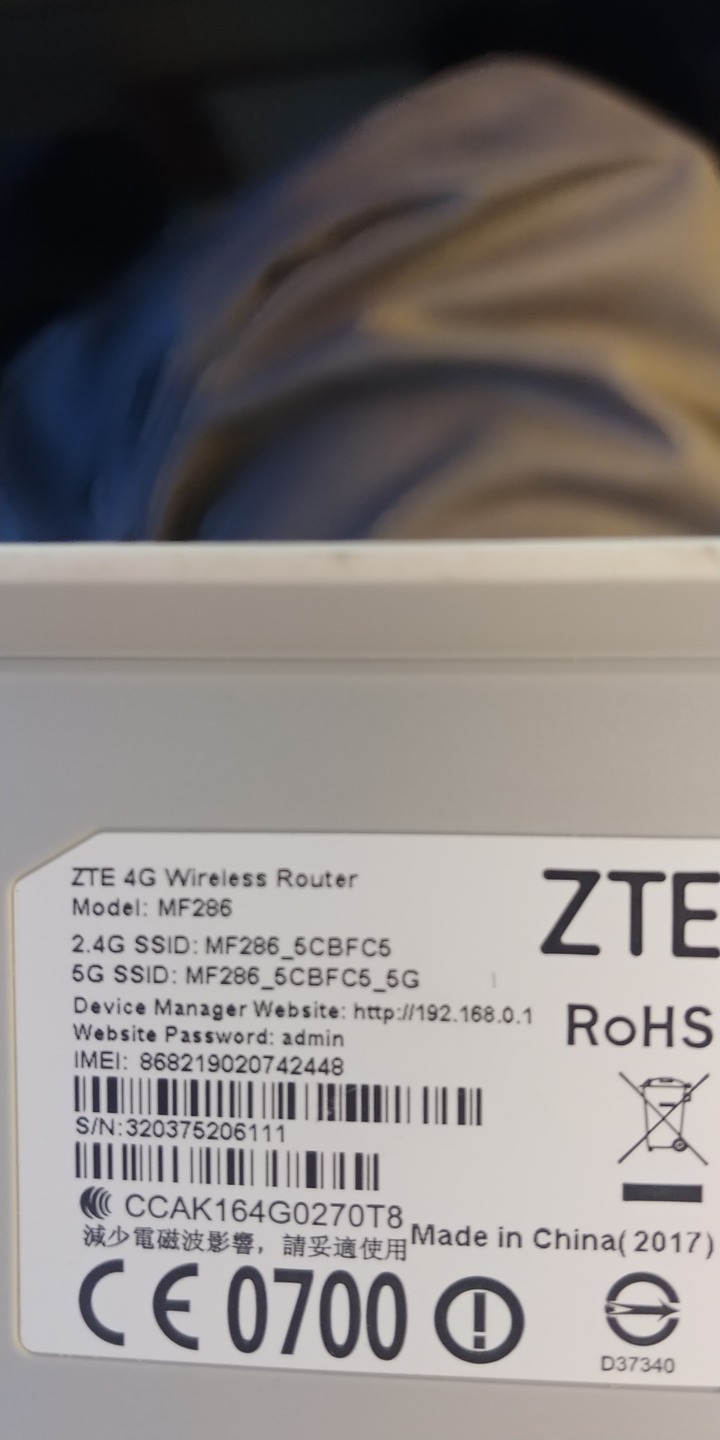 ZTE 4G Wireless Router
Model: MF286
2.4G SSID: MF286_5CBFC5
5G SSID: MF286_5CBFC5_5G
Device Manager Website: http://192.168.0.1
Website Password: admin
IMEI: 868219020742448
S/N:320375206111
CCAK164G0270T8
減少電磁波影響，請妥適使用
Made in China(2017)
CE0700
ZTE
RoHS
D37340